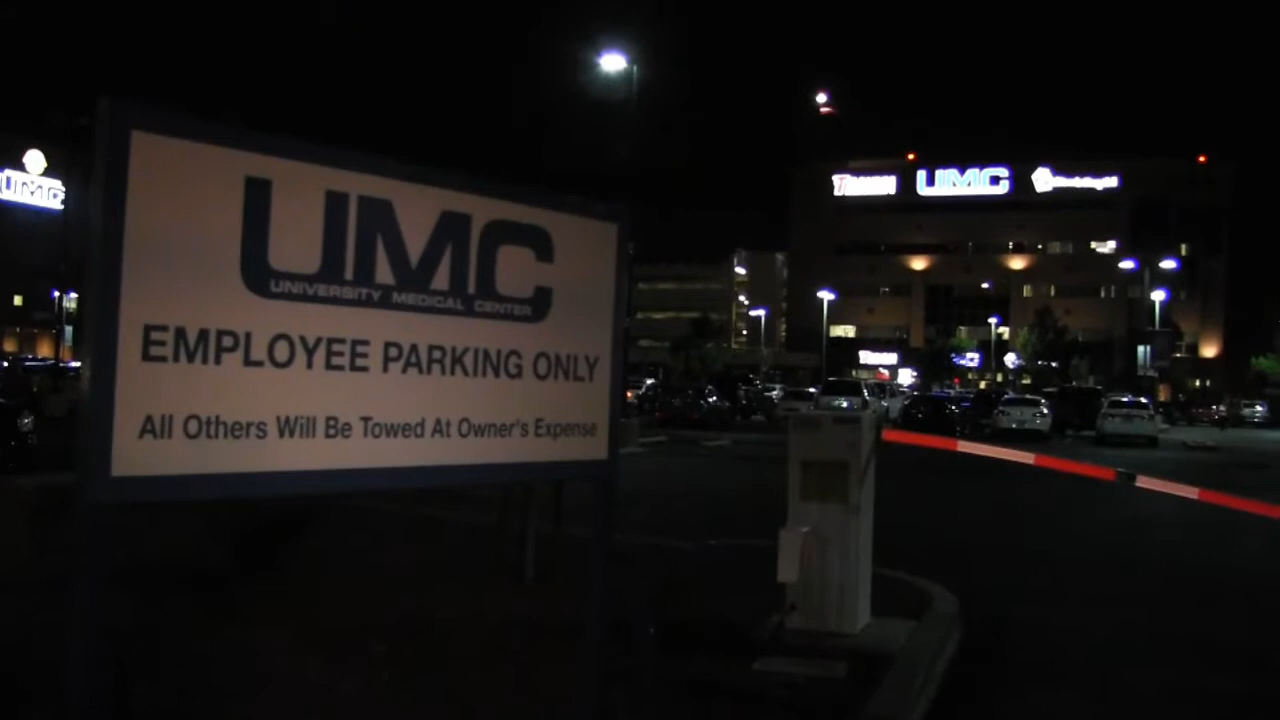 UMC
UNIVERSITY MEDICAL CENTER
EMPLOYEE PARKING ONLY
All Others Will Be Towed At Owner's Expense
UMC
UMC